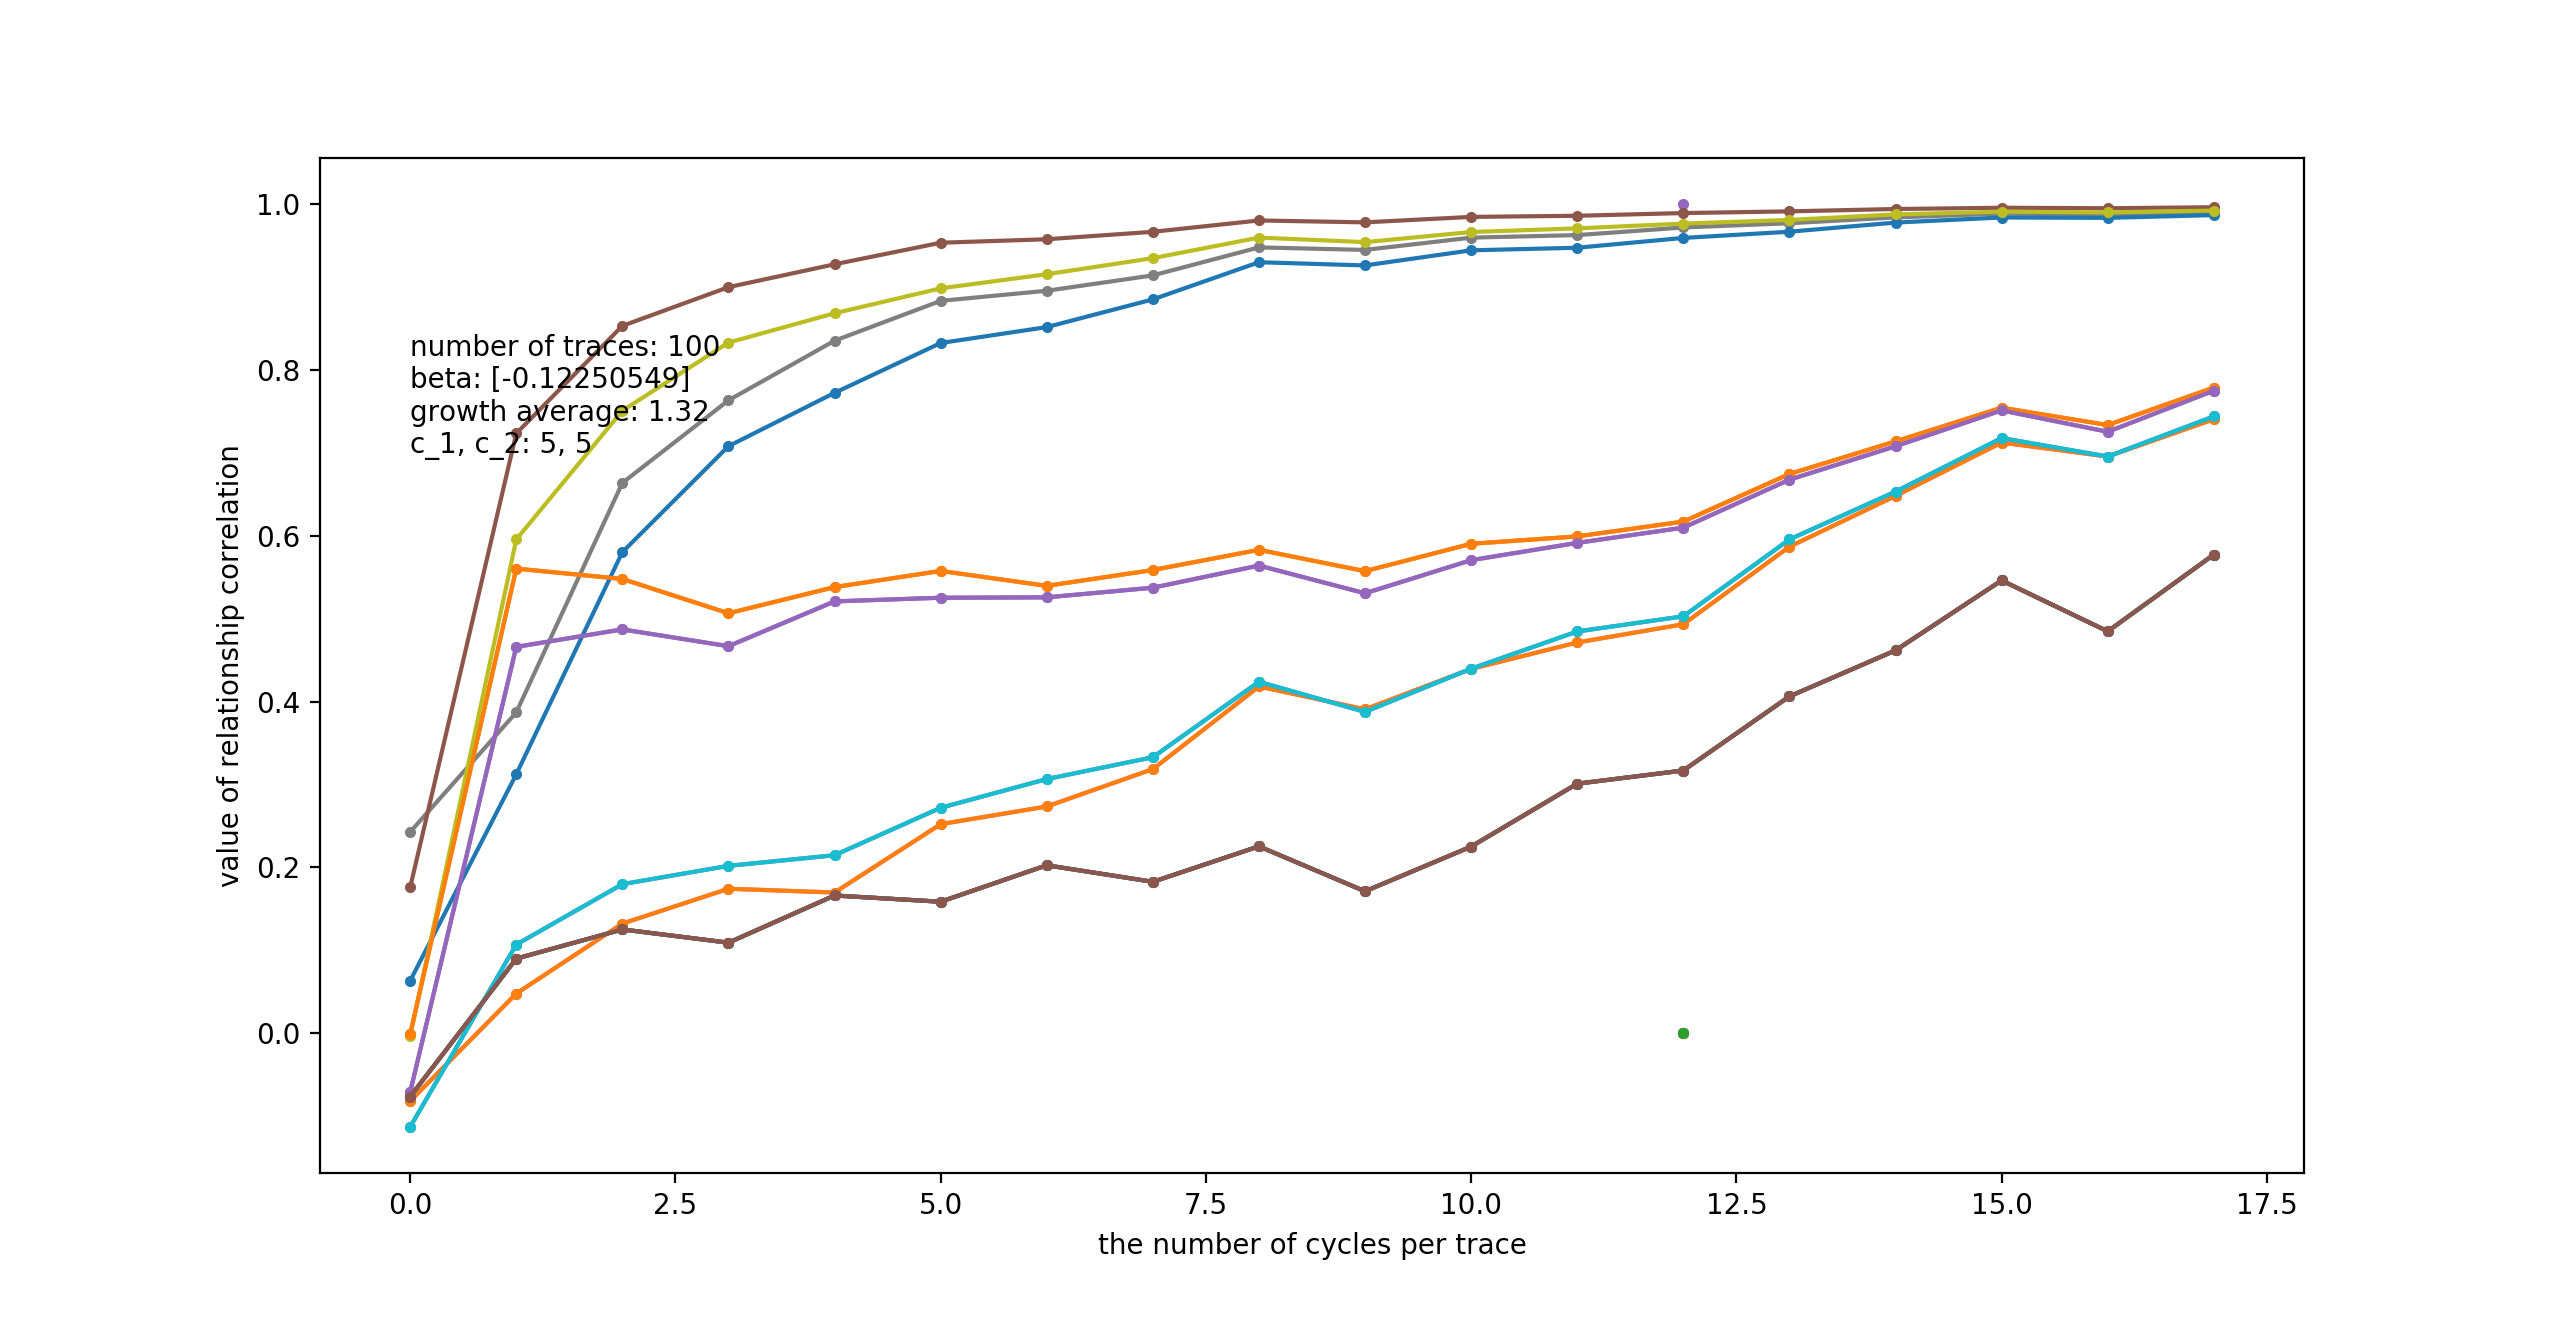 1.0
0.8
0.6
0.4
0.2
0.0
value of relationship correlation
number of traces: 100
beta: [-0.12250549]
growth average: 1.32
c_1, c_2: 5, 5
0.0 2.5 5.0 7.5 10.0 12.5 15.0 17.5
the number of cycles per trace